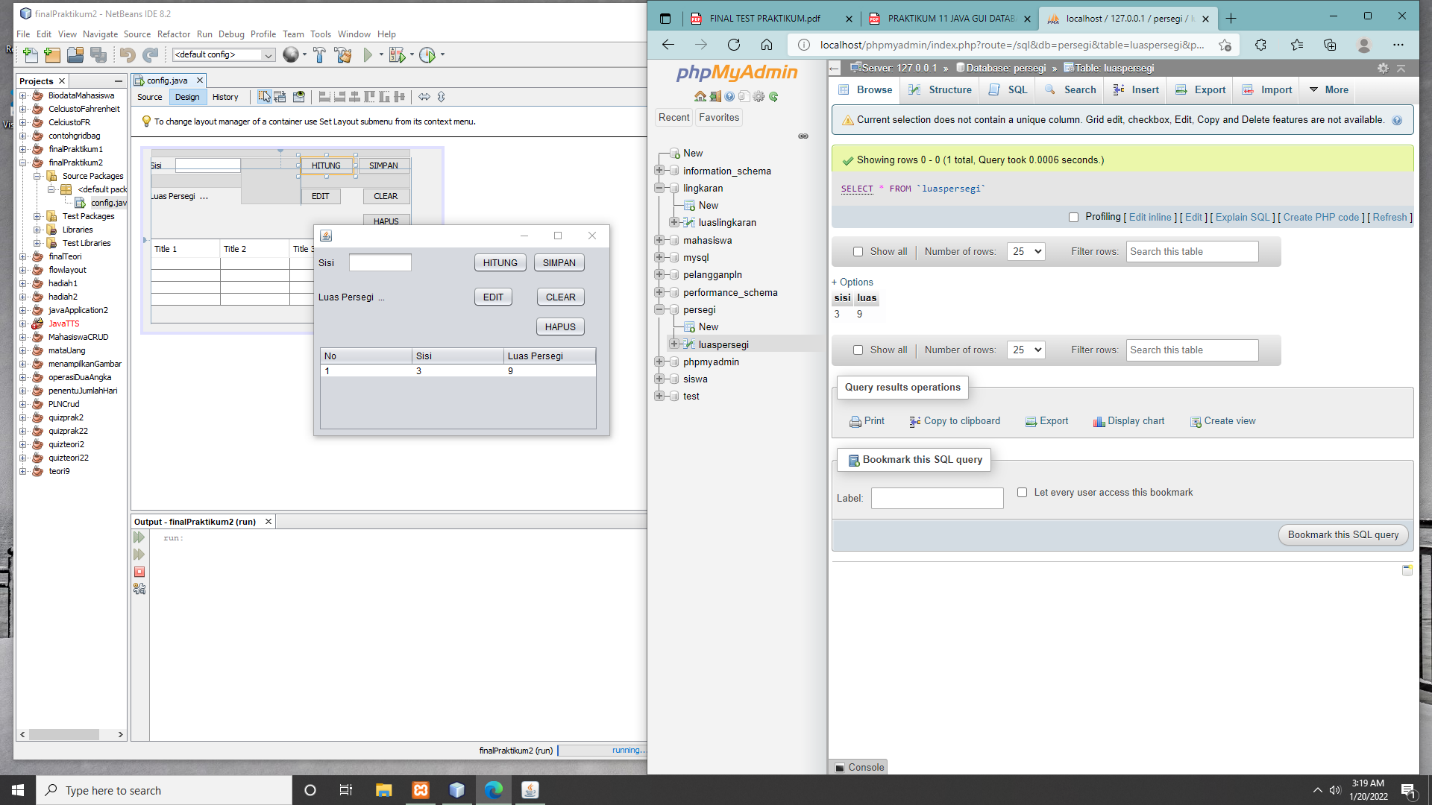 finalPraktikum2 - NetBeans IDE 8.2
File Edit View Navigate Source Refactor Run Debug Profile Team Tools Window Help
<default config>
Projects
BiodataMahasiswa
CelciustoFahrenheit
CelciustoFR
contohgridbag
finalPraktikum1
finalPraktikum2
Source Packages
<default pack
config.jav
Test Packages
Libraries
Test Libraries
finalTeori
flowlayout
hadiah1
hadiah2
javaApplication2
JavaTTS
MahasiswaCRUD
mataUang
menampilkanGambar
operasiDuaAngka
penentuJumlahHari
PLNCrud
quizprak2
quizprak22
quizteori2
quizteori22
teori9
config.java
Source Design History
To change layout manager of a container use Set Layout submenu from its context menu.
Sisi HITUNG SIMPAN
Luas Persegi ... EDIT CLEAR
HAPUS
Title 1 Title 2 Title 3
Sisi HITUNG SIMPAN
Luas Persegi ... EDIT CLEAR
HAPUS
No Sisi Luas Persegi
1 3 9
Output - finalPraktikum2 (run)
run:
finalPraktikum2 (run) running...
FINAL TEST PRAKTIKUM.pdf
PRAKTIKUM 11 JAVA GUI DATABA
localhost / 127.0.0.1 / persegi / l
localhost/phpmyadmin/index.php?route=/sql&db=persegi&table=luaspersegi&p...
phpMyAdmin
Recent Favorites
New
information_schema
lingkaran
New
luaslingkaran
mahasiswa
mysql
pelangganpln
performance_schema
persegi
New
luaspersegi
phpmyadmin
siswa
test
Server: 127.0.0.1 » Database: persegi » Table: luaspersegi
Browse Structure SQL Search Insert Export Import More
Current selection does not contain a unique column. Grid edit, checkbox, Edit, Copy and Delete features are not available.
Showing rows 0 - 0 (1 total, Query took 0.0006 seconds.)
SELECT * FROM `luaspersegi`
Profiling [ Edit inline ] [ Edit ] [ Explain SQL ] [ Create PHP code ] [ Refresh ]
Show all Number of rows: 25 Filter rows: Search this table
+ Options
sisi luas
3 9
Show all Number of rows: 25 Filter rows: Search this table
Query results operations
Print Copy to clipboard Export Display chart Create view
Bookmark this SQL query
Label: Let every user access this bookmark
Bookmark this SQL query
Console
Type here to search
3:19 AM
1/20/2022
1